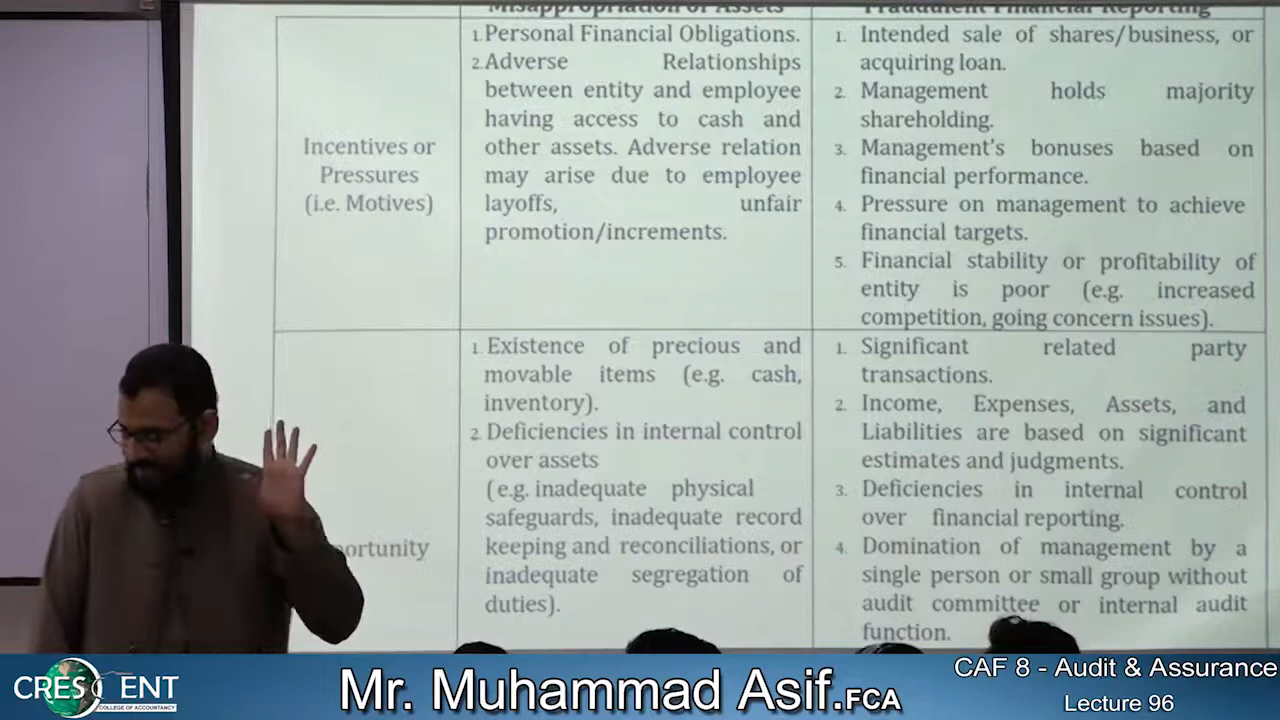 Misappropriation of Assets
Fraudulent Financial Reporting
Incentives or
Pressures
(i.e. Motives)
1. Personal Financial Obligations.
2. Adverse Relationships
between entity and employee
having access to cash and
other assets. Adverse relation
may arise due to employee
layoffs, unfair
promotion/increments.
1. Intended sale of shares/business, or
acquiring loan.
2. Management holds majority
shareholding.
3. Management's bonuses based on
financial performance.
4. Pressure on management to achieve
financial targets.
5. Financial stability or profitability of
entity is poor (e.g. increased
competition, going concern issues).
portunity
1. Existence of precious and
movable items (e.g. cash,
inventory).
2. Deficiencies in internal control
over assets
(e.g. inadequate physical
safeguards, inadequate record
keeping and reconciliations, or
inadequate segregation of
duties).
1. Significant related party
transactions.
2. Income, Expenses, Assets, and
Liabilities are based on significant
estimates and judgments.
3. Deficiencies in internal control
over financial reporting.
4. Domination of management by a
single person or small group without
audit committee or internal audit
function.
CRESCENT
COLLEGE OF ACCOUNTANCY
Mr. Muhammad Asif.FCA
CAF 8 - Audit & Assurance
Lecture 96